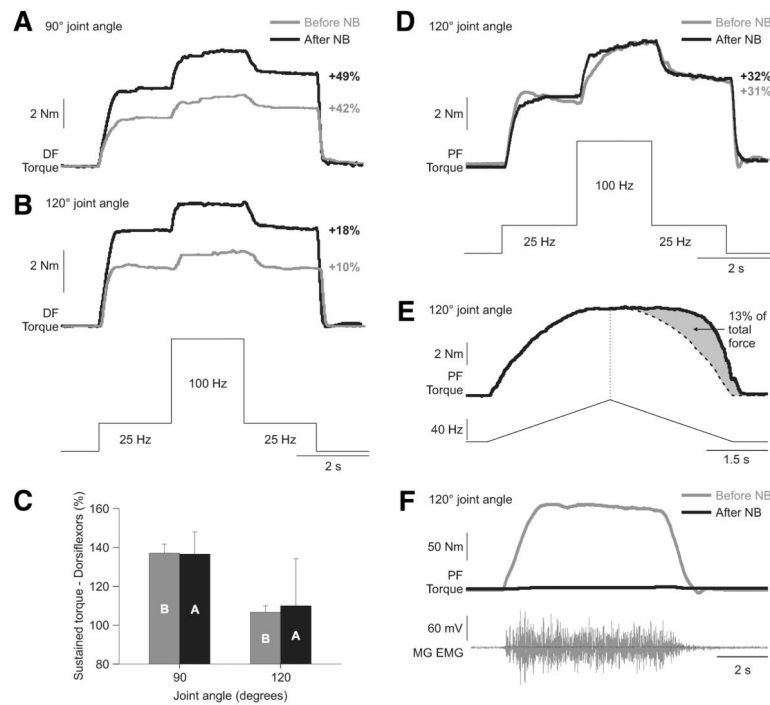 A
90° joint angle
Before NB
After NB
+49%
+42%
2 Nm
DF
Torque
B
120° joint angle
+18%
+10%
2 Nm
DF
Torque
100 Hz
25 Hz
25 Hz
2 s
C
Sustained torque - Dorsiflexors (%)
160
140
120
100
80
B
A
B
A
90
120
Joint angle (degrees)
D
120° joint angle
Before NB
After NB
+32%
+31%
2 Nm
PF
Torque
100 Hz
25 Hz
25 Hz
2 s
E
120° joint angle
13% of
total
force
2 Nm
PF
Torque
40 Hz
1.5 s
F
120° joint angle
Before NB
After NB
50 Nm
PF
Torque
60 mV
MG EMG
2 s